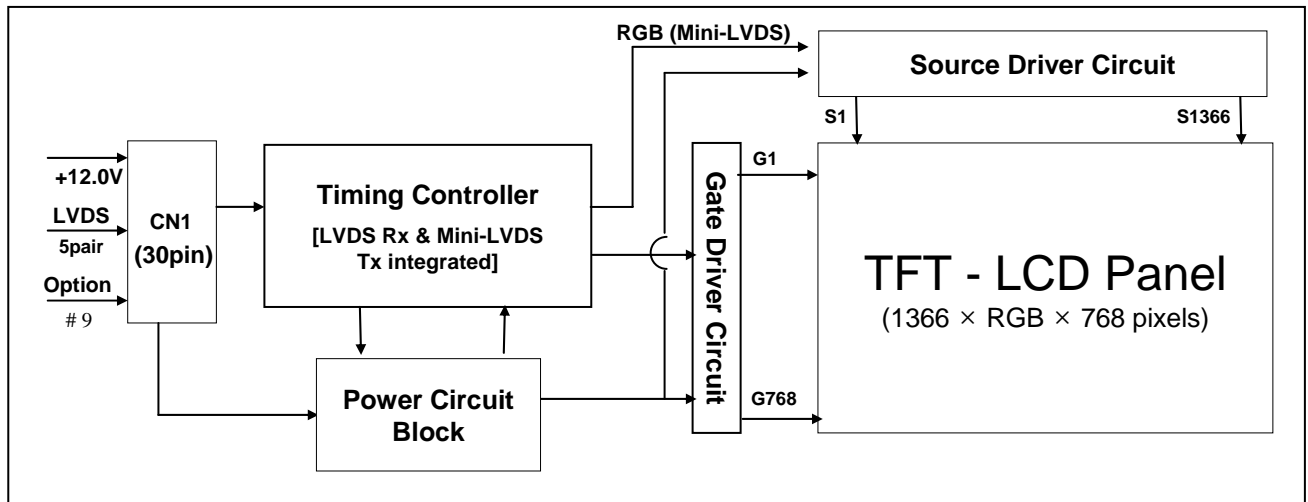 RGB (Mini-LVDS)
Source Driver Circuit
S1
S1366
+12.0V
LVDS
5pair
Option
# 9
CN1
(30pin)
Timing Controller
[LVDS Rx & Mini-LVDS
Tx integrated]
Power Circuit
Block
Gate Driver Circuit
G1
G768
TFT - LCD Panel
(1366 × RGB × 768 pixels)